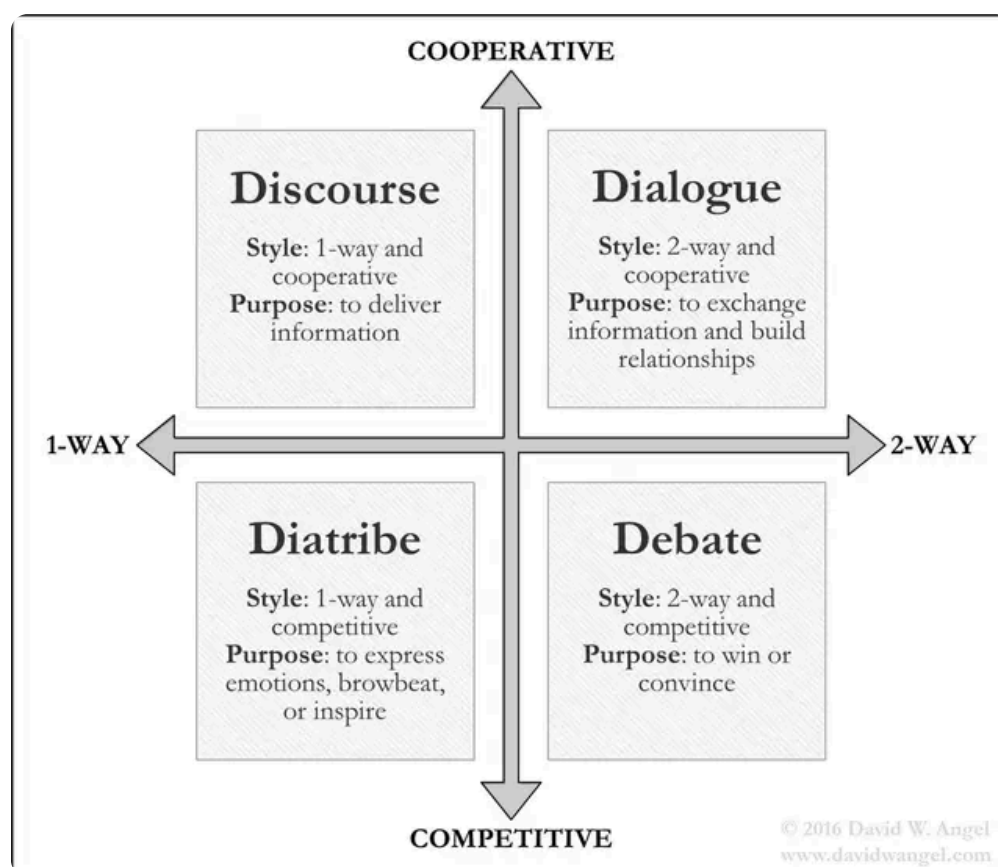 COOPERATIVE
Discourse
Style: 1-way and
cooperative
Purpose: to deliver
information
Dialogue
Style: 2-way and
cooperative
Purpose: to exchange
information and build
relationships
1-WAY
2-WAY
Diatribe
Style: 1-way and
competitive
Purpose: to express
emotions, browbeat,
or inspire
Debate
Style: 2-way and
competitive
Purpose: to win or
convince
COMPETITIVE
© 2016 David W. Angel
www.davidwangel.com